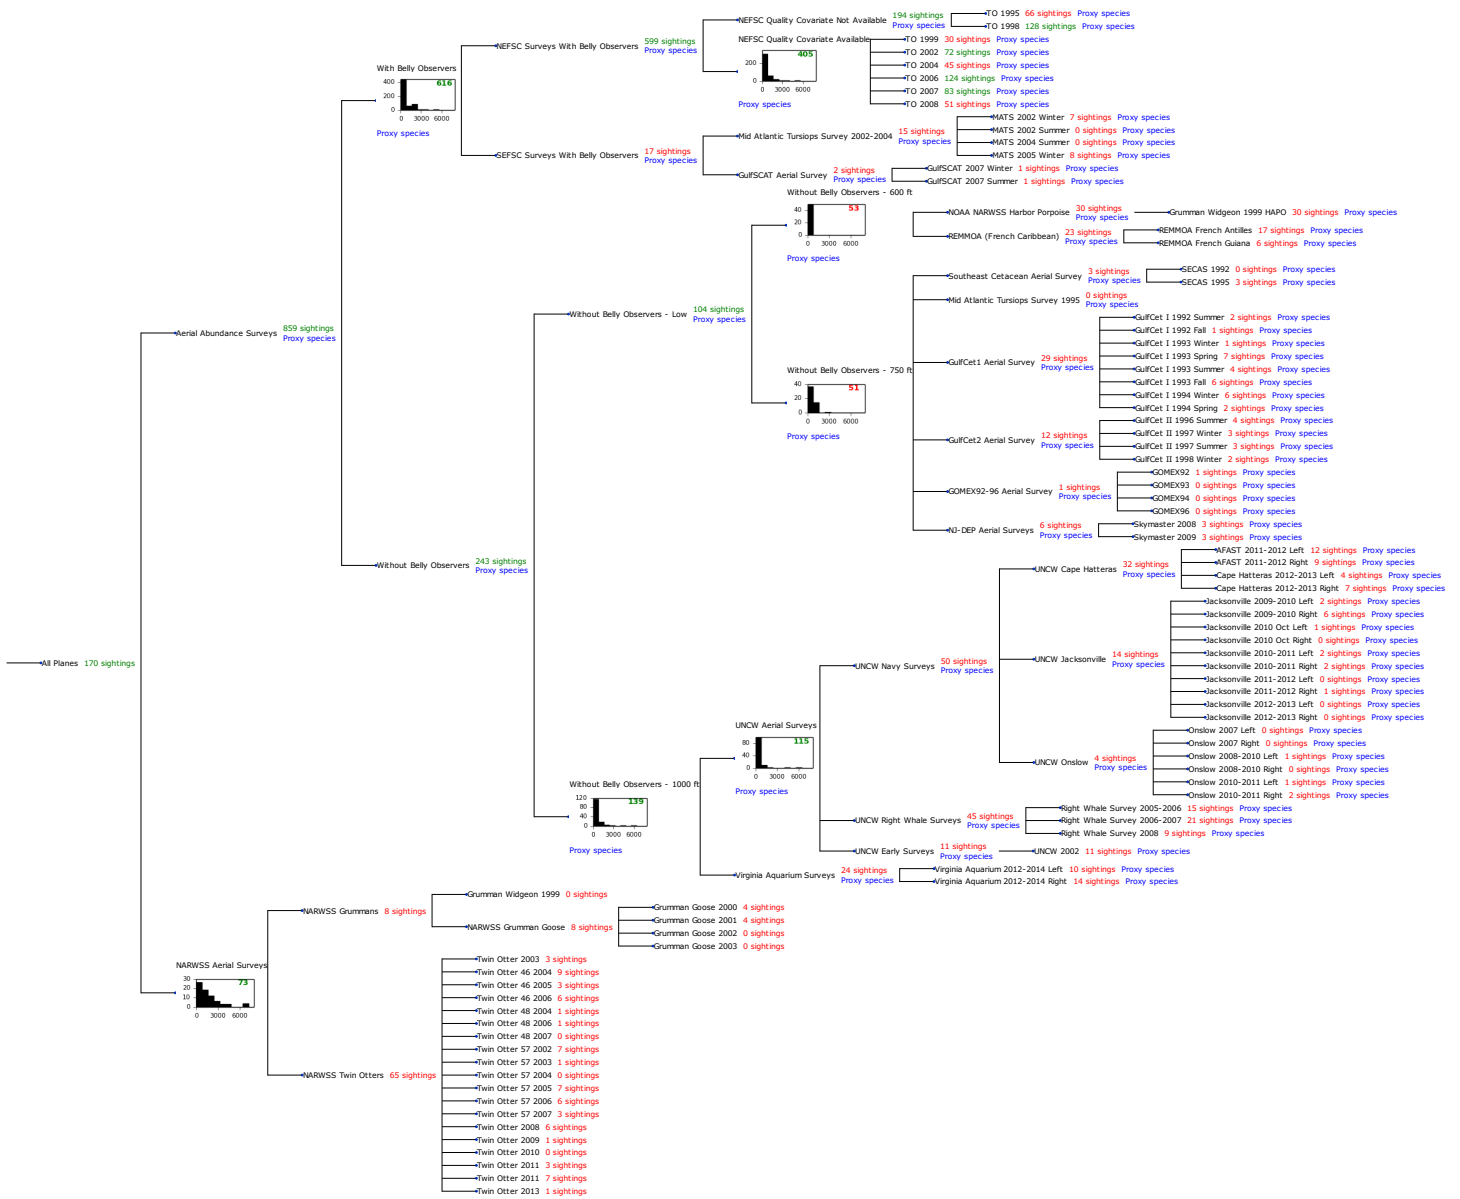 All Planes 170 sightings
Aerial Abundance Surveys 859 sightings
Proxy species
With Belly Observers
616
400
200
0
0 3000 6000
Proxy species
NEFSC Surveys With Belly Observers 599 sightings
Proxy species
NEFSC Quality Covariate Not Available 194 sightings
Proxy species
TO 1995 66 sightings Proxy species
TO 1998 128 sightings Proxy species
NEFSC Quality Covariate Available
405
200
0
0 3000 6000
Proxy species
TO 1999 30 sightings Proxy species
TO 2002 72 sightings Proxy species
TO 2004 45 sightings Proxy species
TO 2006 124 sightings Proxy species
TO 2007 83 sightings Proxy species
TO 2008 51 sightings Proxy species
SEFSC Surveys With Belly Observers 17 sightings
Proxy species
Mid Atlantic Tursiops Survey 2002-2004 15 sightings
Proxy species
MATS 2002 Winter 7 sightings Proxy species
MATS 2002 Summer 0 sightings Proxy species
MATS 2004 Summer 0 sightings Proxy species
MATS 2005 Winter 8 sightings Proxy species
GulfSCAT Aerial Survey 2 sightings
Proxy species
GulfSCAT 2007 Winter 1 sightings Proxy species
GulfSCAT 2007 Summer 1 sightings Proxy species
Without Belly Observers 243 sightings
Proxy species
Without Belly Observers - Low 104 sightings
Proxy species
Without Belly Observers - 600 ft
53
40
20
0
0 3000 6000
Proxy species
NOAA NARWSS Harbor Porpoise 30 sightings
Proxy species
Grumman Widgeon 1999 HAPO 30 sightings Proxy species
REMMOA (French Caribbean) 23 sightings
Proxy species
REMMOA French Antilles 17 sightings Proxy species
REMMOA French Guiana 6 sightings Proxy species
Without Belly Observers - 750 ft
51
40
20
0
0 3000 6000
Proxy species
Southeast Cetacean Aerial Survey 3 sightings
Proxy species
SECAS 1992 0 sightings Proxy species
SECAS 1995 3 sightings Proxy species
Mid Atlantic Tursiops Survey 1995 0 sightings
Proxy species
GulfCet1 Aerial Survey 29 sightings
Proxy species
GulfCet I 1992 Summer 2 sightings Proxy species
GulfCet I 1992 Fall 1 sightings Proxy species
GulfCet I 1993 Winter 1 sightings Proxy species
GulfCet I 1993 Spring 7 sightings Proxy species
GulfCet I 1993 Summer 4 sightings Proxy species
GulfCet I 1993 Fall 6 sightings Proxy species
GulfCet I 1994 Winter 6 sightings Proxy species
GulfCet I 1994 Spring 2 sightings Proxy species
GulfCet2 Aerial Survey 12 sightings
Proxy species
GulfCet II 1996 Summer 4 sightings Proxy species
GulfCet II 1997 Winter 3 sightings Proxy species
GulfCet II 1997 Summer 3 sightings Proxy species
GulfCet II 1998 Winter 2 sightings Proxy species
GOMEX92-96 Aerial Survey 1 sightings
Proxy species
GOMEX92 1 sightings Proxy species
GOMEX93 0 sightings Proxy species
GOMEX94 0 sightings Proxy species
GOMEX96 0 sightings Proxy species
NJ-DEP Aerial Surveys 6 sightings
Proxy species
Skymaster 2008 3 sightings Proxy species
Skymaster 2009 3 sightings Proxy species
Without Belly Observers - 1000 ft
139
120
80
40
0
0 3000 6000
Proxy species
UNCW Aerial Surveys
115
80
40
0
0 3000 6000
Proxy species
UNCW Navy Surveys 50 sightings
Proxy species
UNCW Cape Hatteras 32 sightings
Proxy species
AFAST 2011-2012 Left 12 sightings Proxy species
AFAST 2011-2012 Right 9 sightings Proxy species
Cape Hatteras 2012-2013 Left 4 sightings Proxy species
Cape Hatteras 2012-2013 Right 7 sightings Proxy species
UNCW Jacksonville 14 sightings
Proxy species
Jacksonville 2009-2010 Left 2 sightings Proxy species
Jacksonville 2009-2010 Right 6 sightings Proxy species
Jacksonville 2010 Oct Left 1 sightings Proxy species
Jacksonville 2010 Oct Right 0 sightings Proxy species
Jacksonville 2010-2011 Left 2 sightings Proxy species
Jacksonville 2010-2011 Right 2 sightings Proxy species
Jacksonville 2011-2012 Left 0 sightings Proxy species
Jacksonville 2011-2012 Right 1 sightings Proxy species
Jacksonville 2012-2013 Left 0 sightings Proxy species
Jacksonville 2012-2013 Right 0 sightings Proxy species
UNCW Onslow 4 sightings
Proxy species
Onslow 2007 Left 0 sightings Proxy species
Onslow 2007 Right 0 sightings Proxy species
Onslow 2008-2010 Left 1 sightings Proxy species
Onslow 2008-2010 Right 0 sightings Proxy species
Onslow 2010-2011 Left 1 sightings Proxy species
Onslow 2010-2011 Right 2 sightings Proxy species
UNCW Right Whale Surveys 45 sightings
Proxy species
Right Whale Survey 2005-2006 15 sightings Proxy species
Right Whale Survey 2006-2007 21 sightings Proxy species
Right Whale Survey 2008 9 sightings Proxy species
UNCW Early Surveys 11 sightings
Proxy species
UNCW 2002 11 sightings Proxy species
Virginia Aquarium Surveys 24 sightings
Proxy species
Virginia Aquarium 2012-2014 Left 10 sightings Proxy species
Virginia Aquarium 2012-2014 Right 14 sightings Proxy species
NARWSS Aerial Surveys
73
30
20
10
0
0 3000 6000
NARWSS Grummans 8 sightings
Grumman Widgeon 1999 0 sightings
NARWSS Grumman Goose 8 sightings
Grumman Goose 2000 4 sightings
Grumman Goose 2001 4 sightings
Grumman Goose 2002 0 sightings
Grumman Goose 2003 0 sightings
NARWSS Twin Otters 65 sightings
Twin Otter 2003 3 sightings
Twin Otter 46 2004 9 sightings
Twin Otter 46 2005 3 sightings
Twin Otter 46 2006 6 sightings
Twin Otter 48 2004 1 sightings
Twin Otter 48 2006 1 sightings
Twin Otter 48 2007 0 sightings
Twin Otter 57 2002 7 sightings
Twin Otter 57 2003 1 sightings
Twin Otter 57 2004 0 sightings
Twin Otter 57 2005 7 sightings
Twin Otter 57 2006 6 sightings
Twin Otter 57 2007 3 sightings
Twin Otter 2008 6 sightings
Twin Otter 2009 1 sightings
Twin Otter 2010 0 sightings
Twin Otter 2011 3 sightings
Twin Otter 2011 7 sightings
Twin Otter 2013 1 sightings